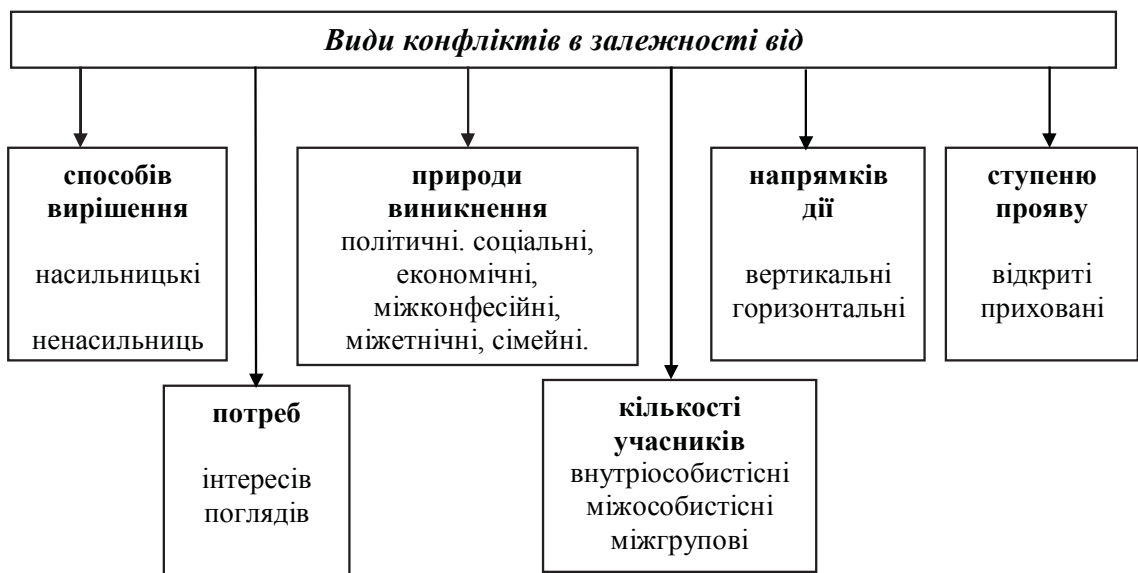 Види конфліктів в залежності від
способів
вирішення
насильницькі
ненасильниць
природи
виникнення
політичні. соціальні,
економічні,
міжконфесійні,
міжетнічні, сімейні.
напрямків
дії
вертикальні
горизонтальні
ступеню
прояву
відкриті
приховані
потреб
інтересів
поглядів
кількості
учасників
внутріособистісні
міжособистісні
міжгрупові